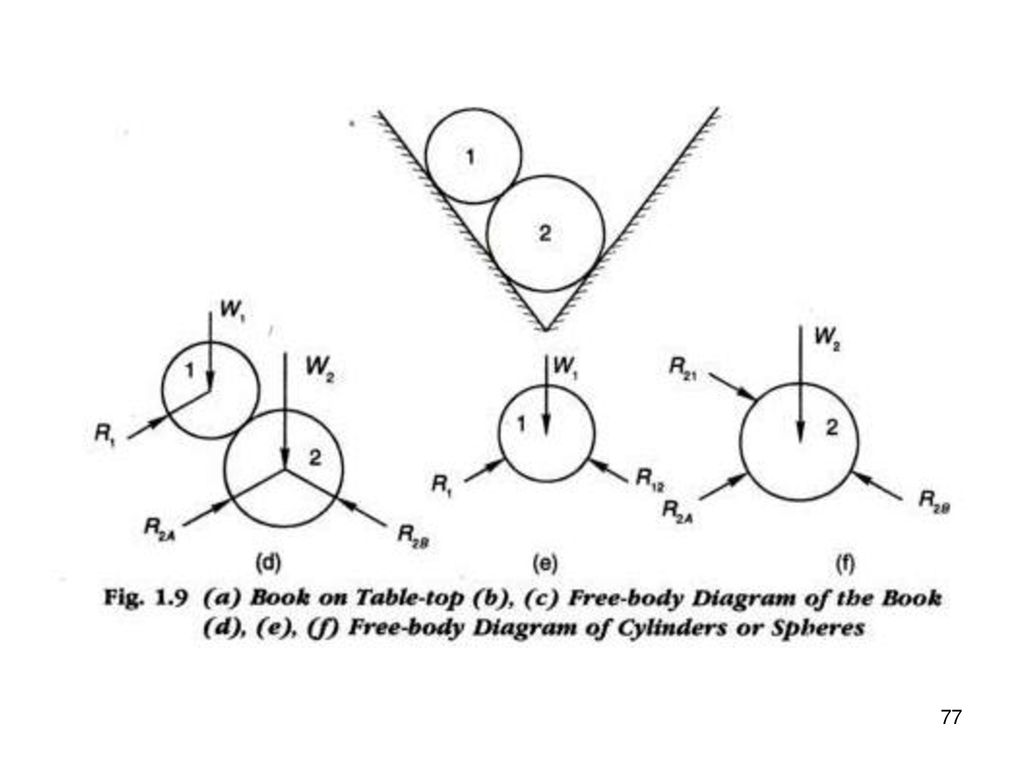 1
2
W₁
1
W₂
2
R₁
R₂A
R₂B
W₁
1
R₁
R₁₂
W₂
R₂₁
2
R₂A
R₂B
(d)
(e)
(f)
Fig. 1.9 (a) Book on Table-top (b), (c) Free-body Diagram of the Book
(d), (e), (f) Free-body Diagram of Cylinders or Spheres
77